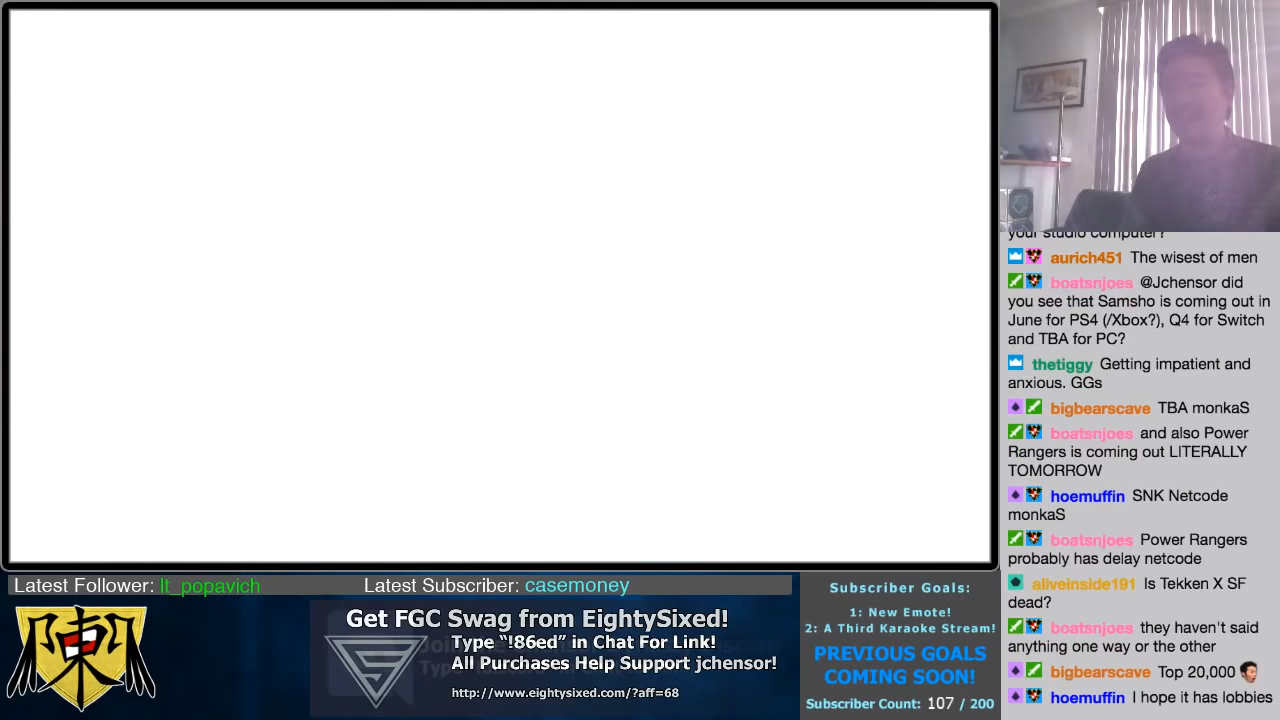 your studio computer?
aurich451 The wisest of men
boatsnjoes @Jchensor did
you see that Samsho is coming out in
June for PS4 (/Xbox?), Q4 for Switch
and TBA for PC?
thetiggy Getting impatient and
anxious. GGs
bigbearscave TBA monkaS
boatsnjoes and also Power
Rangers is coming out LITERALLY
TOMORROW
hoemuffin SNK Netcode
monkaS
boatsnjoes Power Rangers
probably has delay netcode
aliveinside191 Is Tekken X SF
dead?
boatsnjoes they haven't said
anything one way or the other
bigbearscave Top 20,000
hoemuffin I hope it has lobbies
Latest Follower: lt_popavich
Latest Subscriber: casemoney
Get FGC Swag from EightySixed!
Type "!86ed" in Chat For Link!
All Purchases Help Support jchensor!
http://www.eightysixed.com/?aff=68
Subscriber Goals:
1: New Emote!
2: A Third Karaoke Stream!
PREVIOUS GOALS
COMING SOON!
Subscriber Count: 107 / 200